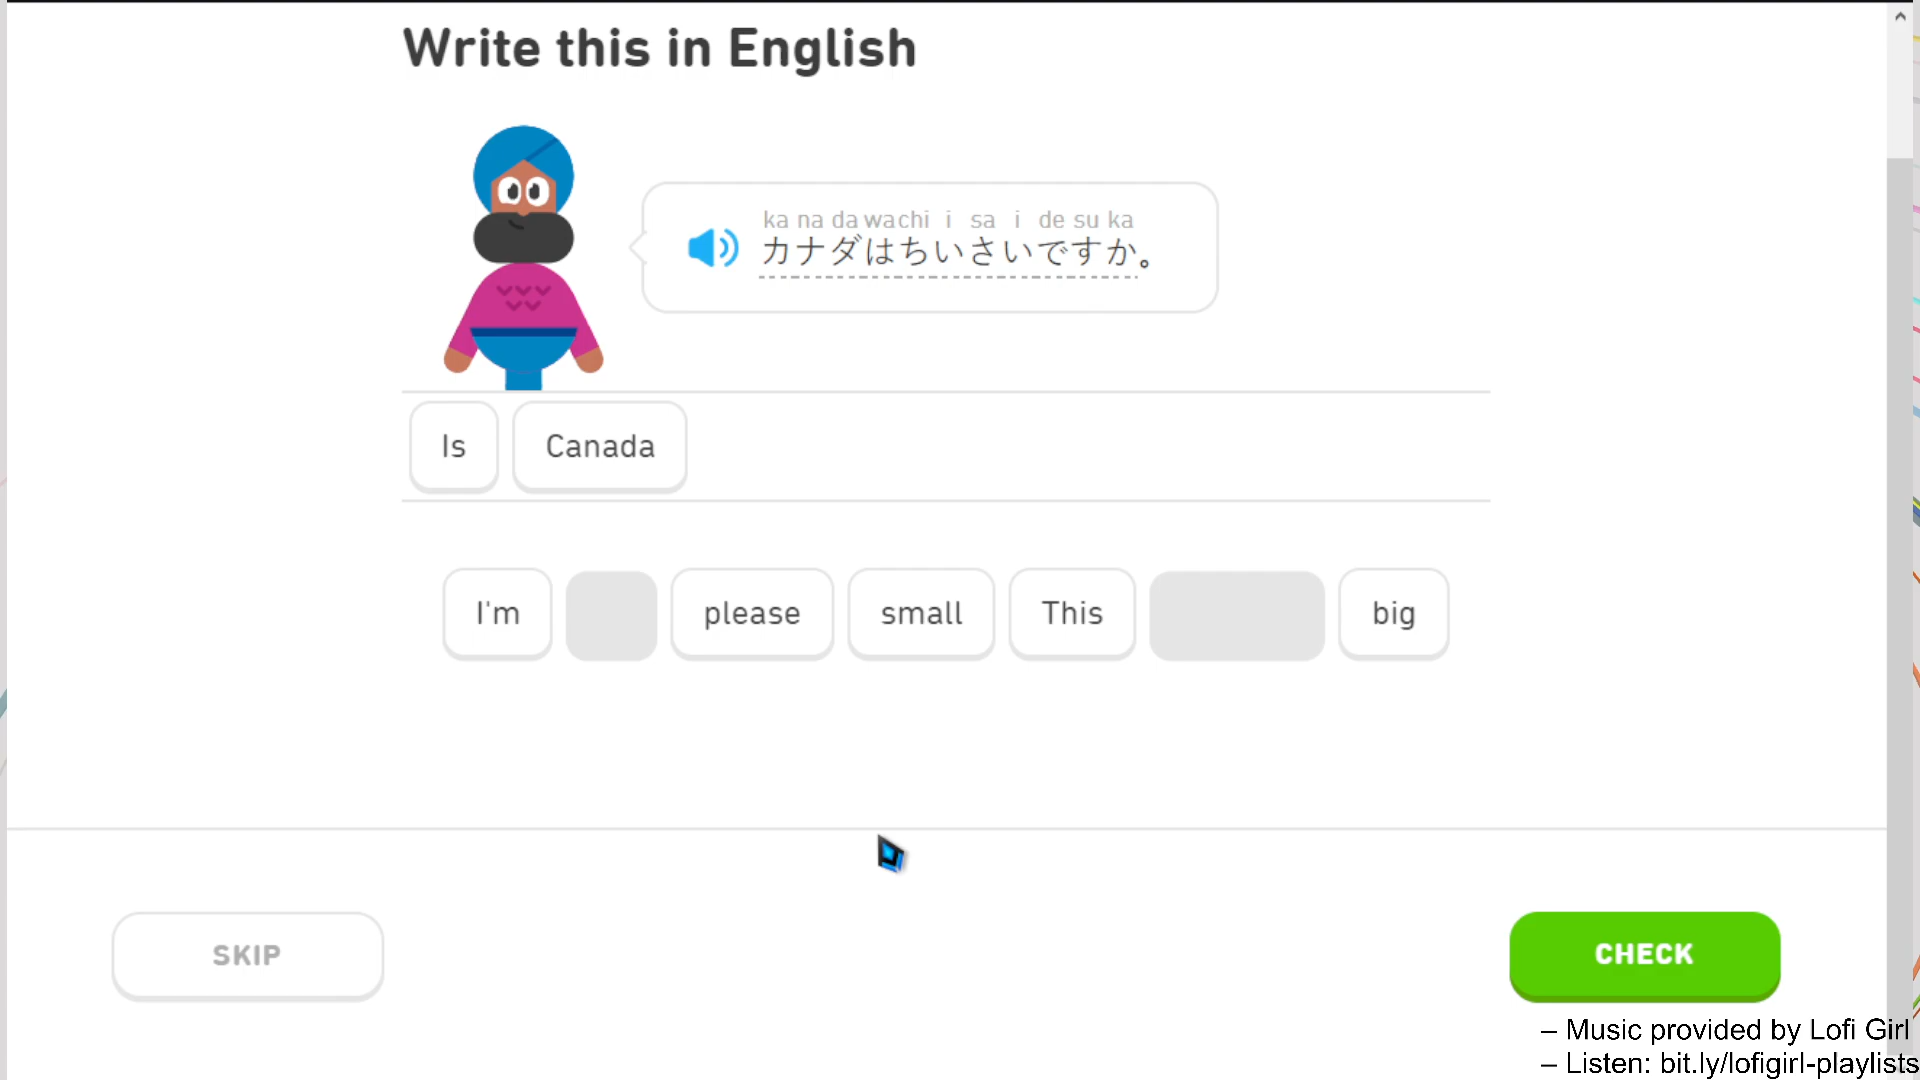 Write this in English
ka na da wa chi i sa i de su ka
カナダはちいさいですか。
Is Canada
I'm please small This big
SKIP CHECK
– Music provided by Lofi Girl
– Listen: bit.ly/lofigirl-playlists